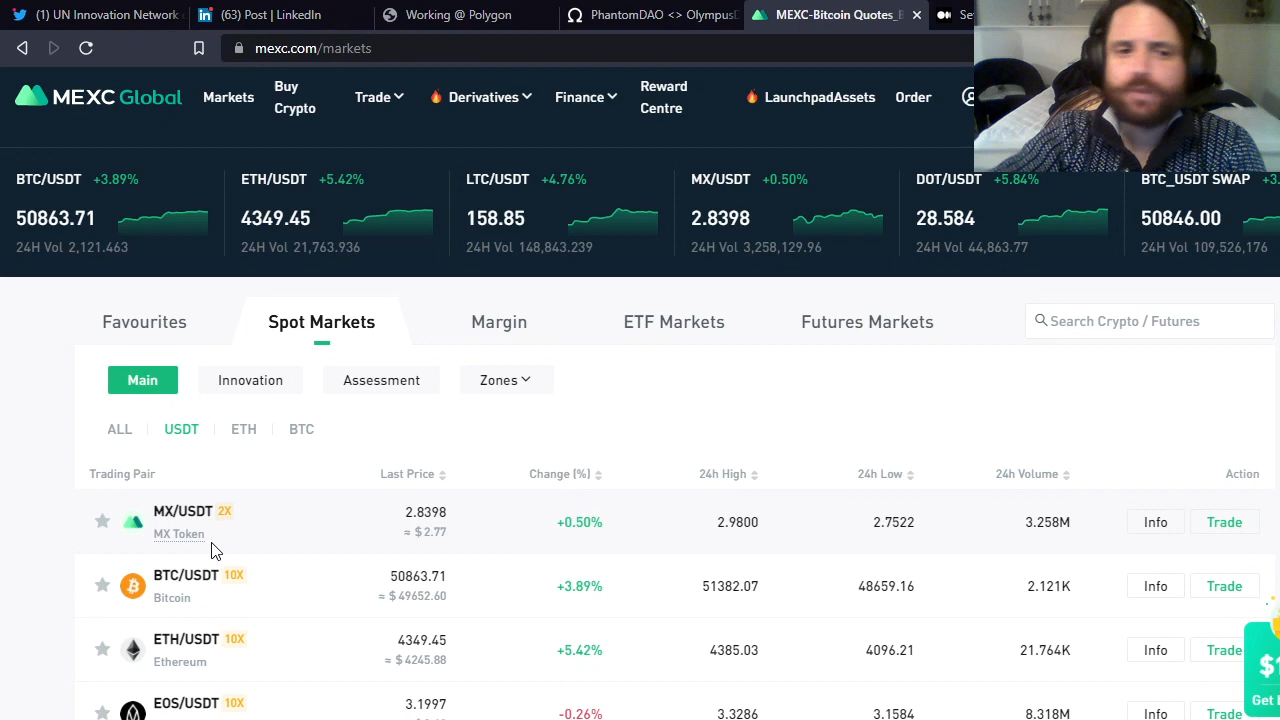 (1) UN Innovation Network
(63) Post | LinkedIn
Working @ Polygon
PhantomDAO <> OlympusD
MEXC-Bitcoin Quotes_B
Se
mexc.com/markets
MEXC Global
Markets
Buy Crypto
Trade
Derivatives
Finance
Reward Centre
Launchpad
Assets
Order
BTC/USDT +3.89%
50863.71
24H Vol 2,121.463
ETH/USDT +5.42%
4349.45
24H Vol 21,763.936
LTC/USDT +4.76%
158.85
24H Vol 148,843.239
MX/USDT +0.50%
2.8398
24H Vol 3,258,129.96
DOT/USDT +5.84%
28.584
24H Vol 44,863.77
BTC_USDT SWAP +3.
50846.00
24H Vol 109,526,176
Favourites
Spot Markets
Margin
ETF Markets
Futures Markets
Search Crypto / Futures
Main
Innovation
Assessment
Zones
ALL
USDT
ETH
BTC
Trading Pair Last Price Change (%) 24h High 24h Low 24h Volume Action
MX/USDT 2X 2.8398 +0.50% 2.9800 2.7522 3.258M Info Trade
MX Token ≈ $ 2.77
BTC/USDT 10X 50863.71 +3.89% 51382.07 48659.16 2.121K Info Trade
Bitcoin ≈ $ 49652.60
ETH/USDT 10X 4349.45 +5.42% 4385.03 4096.21 21.764K Info Trade
Ethereum ≈ $ 4245.88
EOS/USDT 10X 3.1997 -0.26% 3.3286 3.1584 8.318M Info Trade
Get